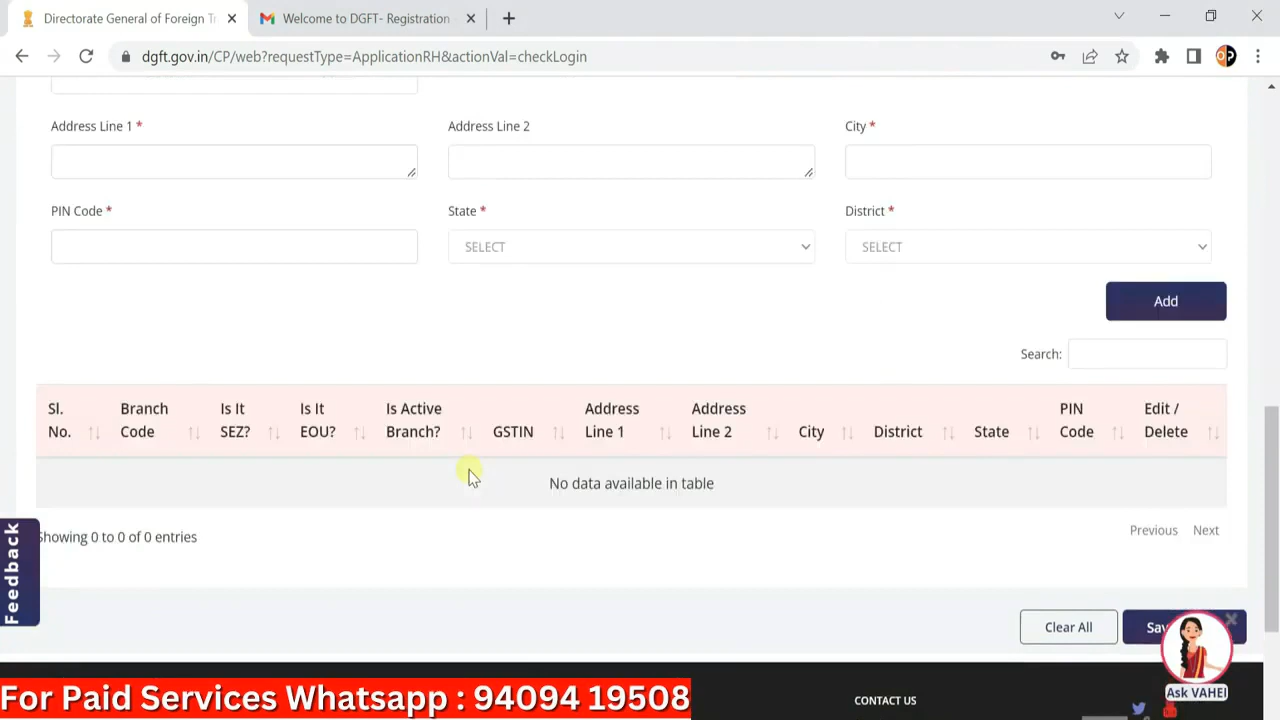 Directorate General of Foreign T
Welcome to DGFT- Registration
dgft.gov.in/CP/web?requestType=ApplicationRH&actionVal=checkLogin
Address Line 1 *
Address Line 2
City *
PIN Code *
State *
District *
SELECT
SELECT
Add
Search:
Sl. No.
Branch Code
Is It SEZ?
Is It EOU?
Is Active Branch?
GSTIN
Address Line 1
Address Line 2
City
District
State
PIN Code
Edit / Delete
No data available in table
Showing 0 to 0 of 0 entries
Previous
Next
Feedback
Clear All
Sav
Ask VAHEI
For Paid Services Whatsapp : 94094 19508
CONTACT US